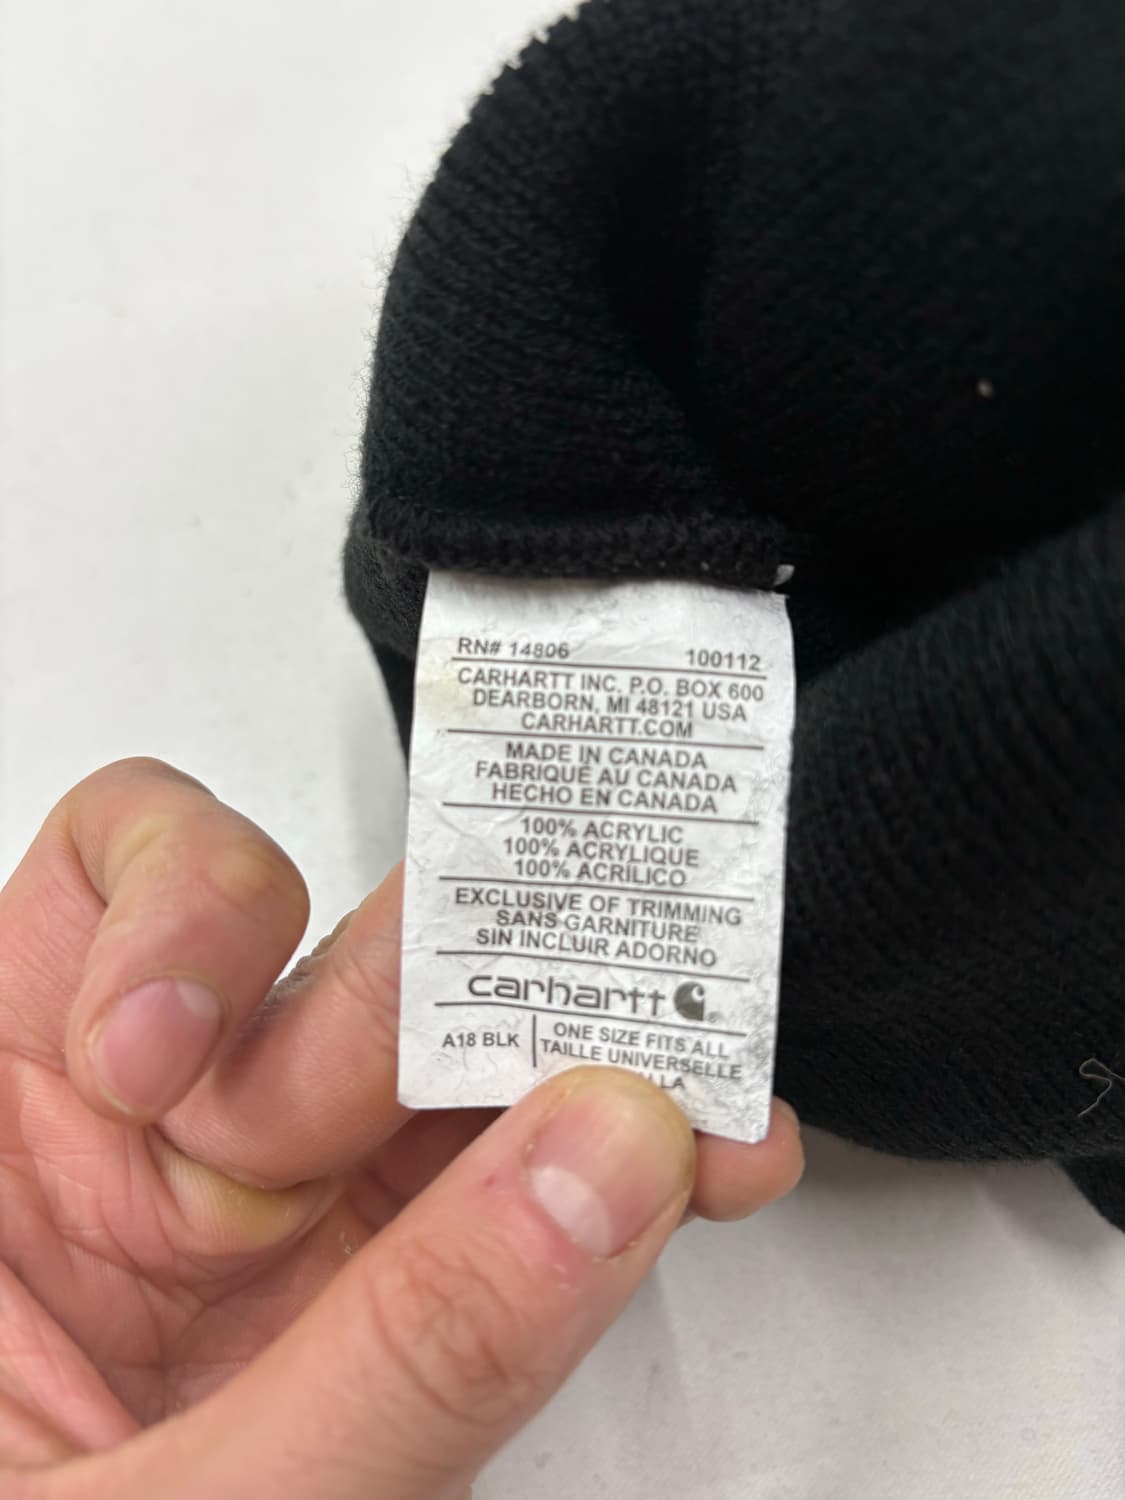 RN# 14806 100112
CARHARTT INC. P.O. BOX 600
DEARBORN, MI 48121 USA
CARHARTT.COM
MADE IN CANADA
FABRIQUÉ AU CANADA
HECHO EN CANADA
100% ACRYLIC
100% ACRYLIQUE
100% ACRÍLICO
EXCLUSIVE OF TRIMMING
SANS GARNITURE
SIN INCLUIR ADORNO
carhartt
A18 BLK
ONE SIZE FITS ALL
TAILLE UNIVERSELLE